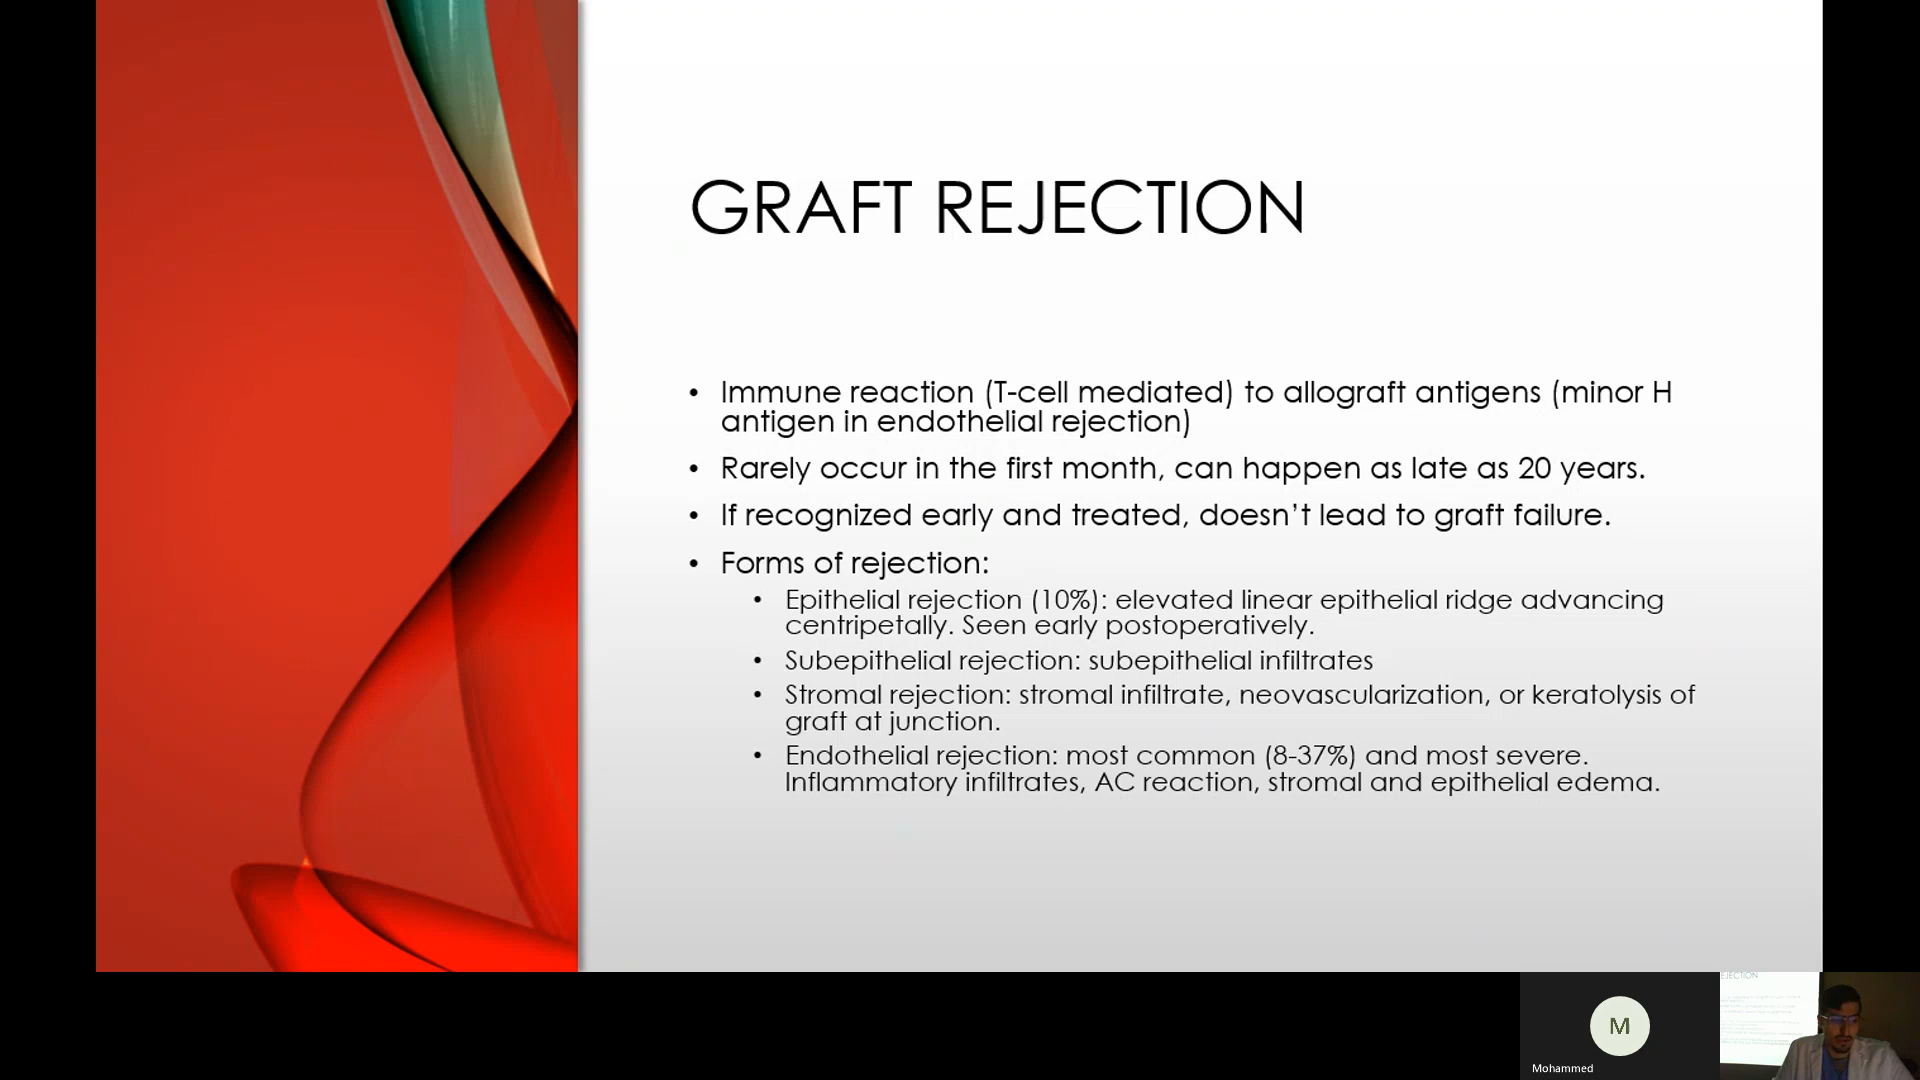 GRAFT REJECTION
• Immune reaction (T-cell mediated) to allograft antigens (minor H
antigen in endothelial rejection)
• Rarely occur in the first month, can happen as late as 20 years.
• If recognized early and treated, doesn’t lead to graft failure.
• Forms of rejection:
• Epithelial rejection (10%): elevated linear epithelial ridge advancing
centripetally. Seen early postoperatively.
• Subepithelial rejection: subepithelial infiltrates
• Stromal rejection: stromal infiltrate, neovascularization, or keratolysis of
graft at junction.
• Endothelial rejection: most common (8-37%) and most severe.
Inflammatory infiltrates, AC reaction, stromal and epithelial edema.
M
Mohammed